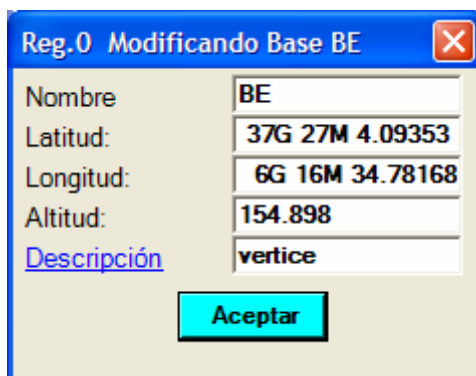 Reg.0 Modificando Base BE
Nombre BE
Latitud: 37G 27M 4.09353
Longitud: 6G 16M 34.78168
Altitud: 154.898
Descripción vertice
Aceptar